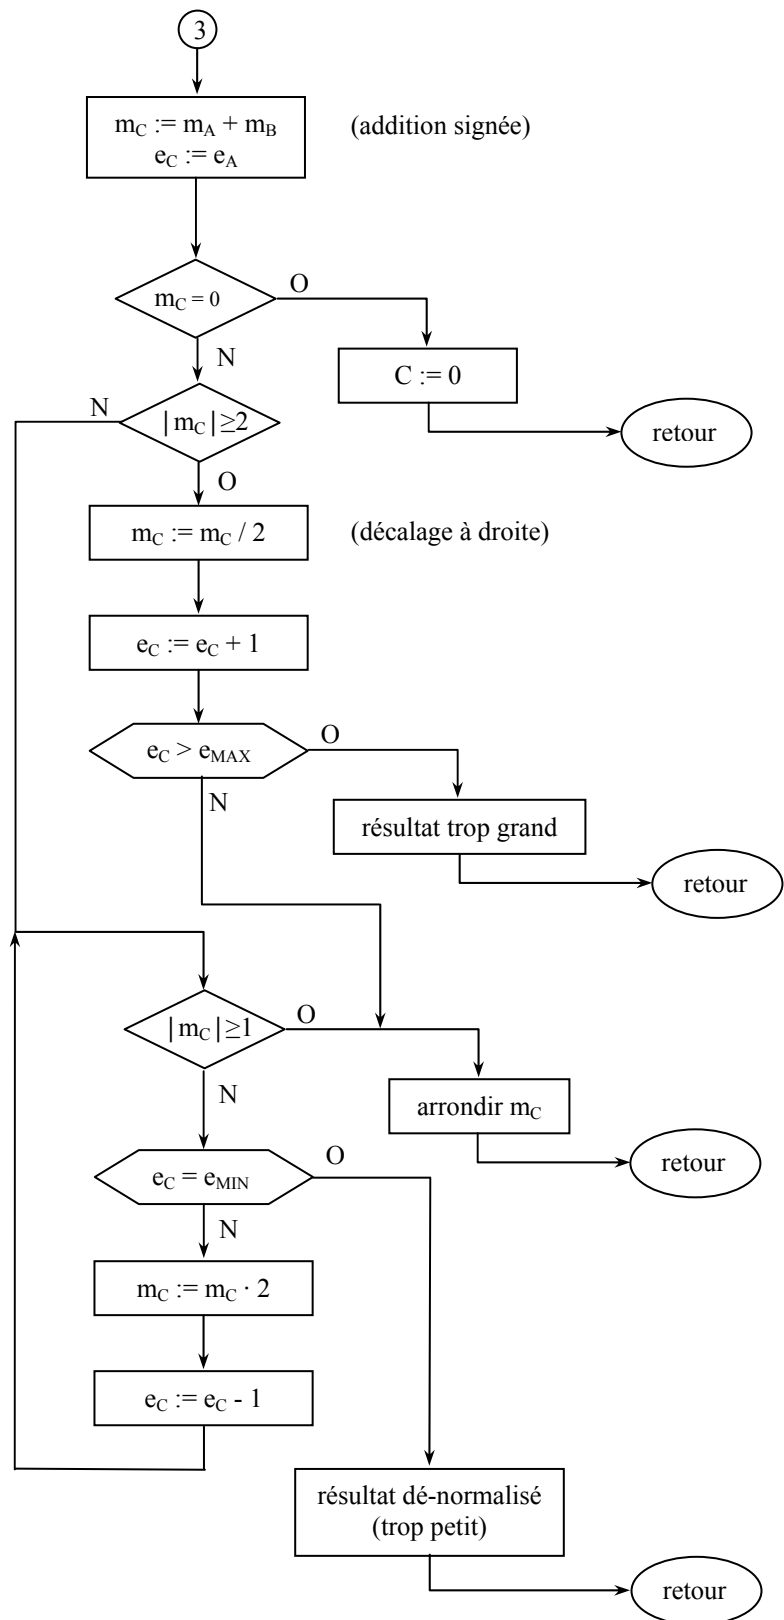 3
m_C := m_A + m_B
(addition signée)
e_C := e_A
m_C = 0
O
N
C := 0
N
|m_C| ≥2
retour
O
m_C := m_C / 2
(décalage à droite)
e_C := e_C + 1
e_C > e_MAX
O
N
résultat trop grand
retour
|m_C| ≥1
O
N
arrondir m_C
e_C = e_MIN
O
retour
N
m_C := m_C · 2
e_C := e_C - 1
résultat dé-normalisé
(trop petit)
retour